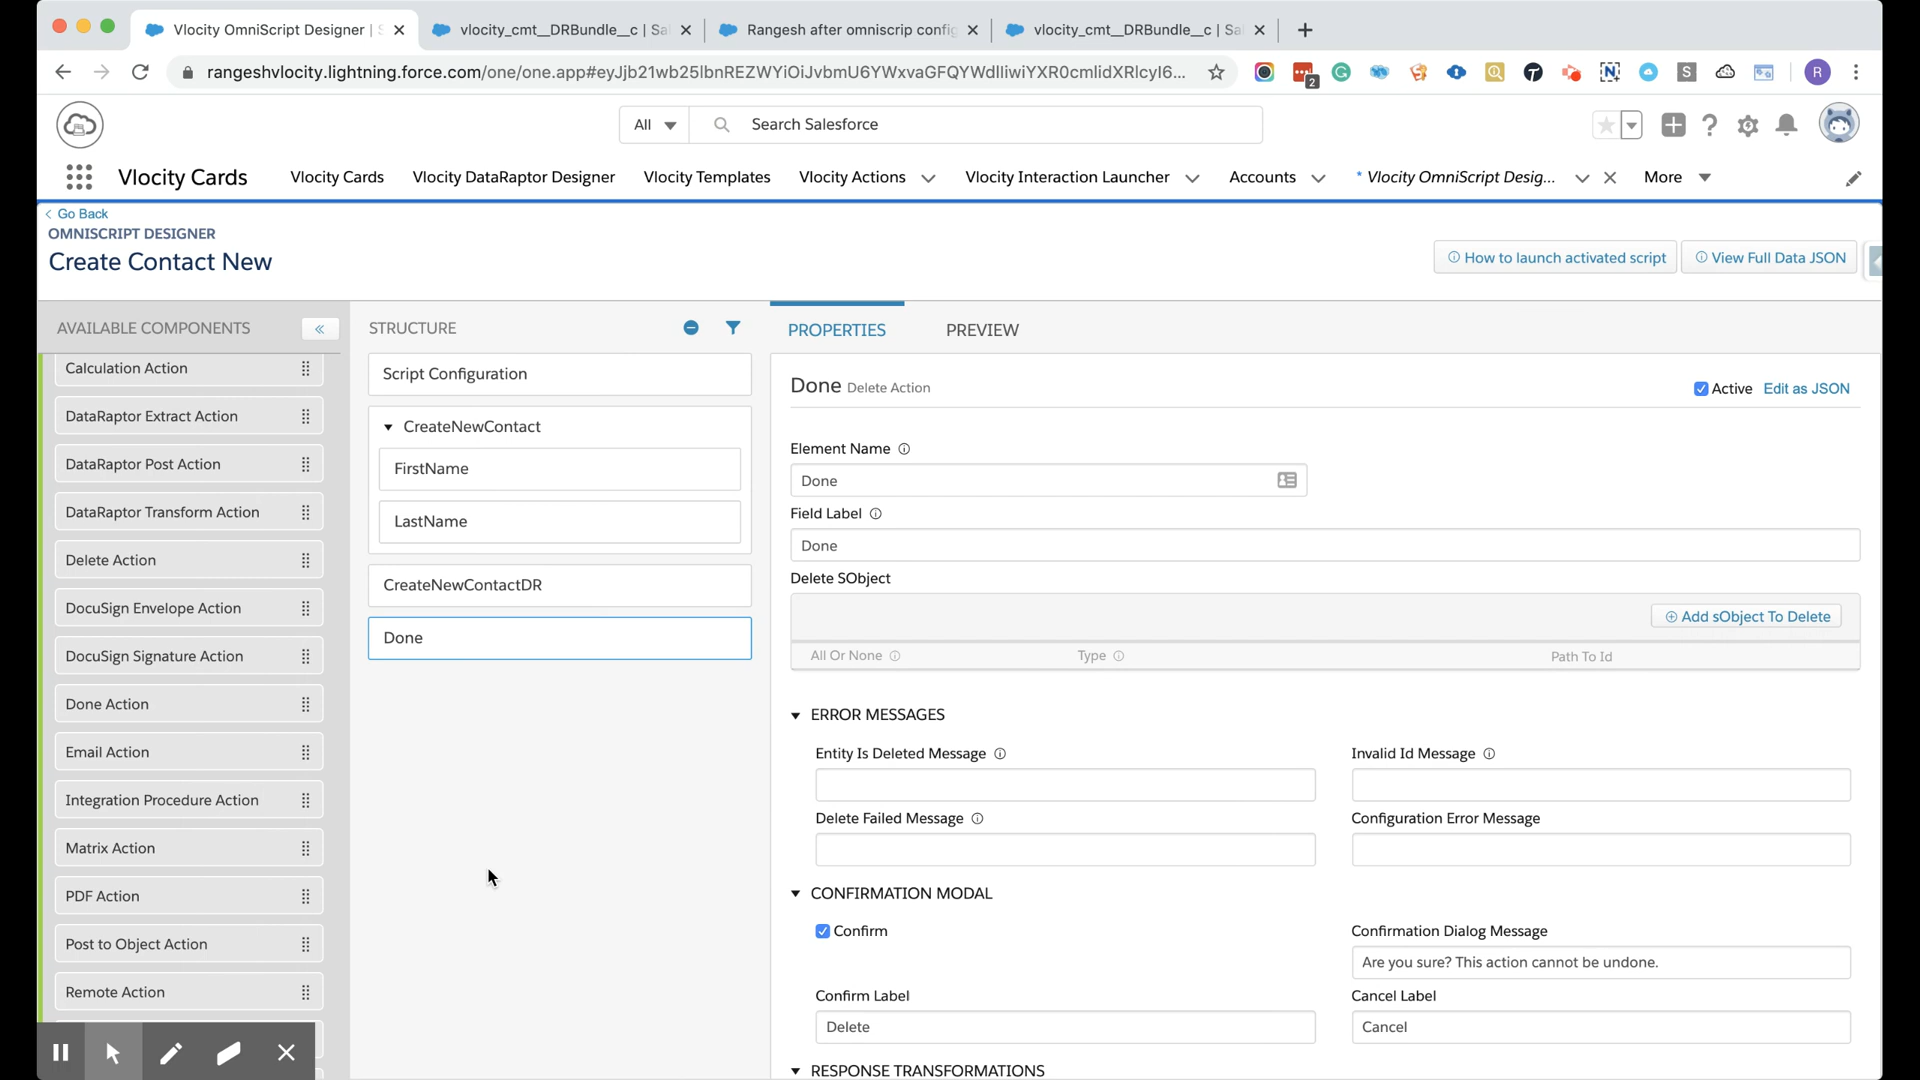 Vlocity OmniScript Designer | S
vlocity_cmt__DRBundle__c | Sal
Rangesh after omniscrip config
vlocity_cmt__DRBundle__c | Sal
rangeshvlocity.lightning.force.com/one/one.app#eyJjb21wb25lbnREZWYiOiJvbmU6YWxvaGFQYWdlIiwiYXR0cmlidXRlcyI6...
2
S
R
All
Search Salesforce
Vlocity Cards
Vlocity Cards
Vlocity DataRaptor Designer
Vlocity Templates
Vlocity Actions
Vlocity Interaction Launcher
Accounts
* Vlocity OmniScript Desig...
More
Go Back
OMNISCRIPT DESIGNER
Create Contact New
How to launch activated script
View Full Data JSON
AVAILABLE COMPONENTS
Calculation Action
DataRaptor Extract Action
DataRaptor Post Action
DataRaptor Transform Action
Delete Action
DocuSign Envelope Action
DocuSign Signature Action
Done Action
Email Action
Integration Procedure Action
Matrix Action
PDF Action
Post to Object Action
Remote Action
STRUCTURE
Script Configuration
CreateNewContact
FirstName
LastName
CreateNewContactDR
Done
PROPERTIES
PREVIEW
Done Delete Action
Active
Edit as JSON
Element Name
Done
Field Label
Done
Delete SObject
Add sObject To Delete
All Or None
Type
Path To Id
ERROR MESSAGES
Entity Is Deleted Message
Invalid Id Message
Delete Failed Message
Configuration Error Message
CONFIRMATION MODAL
Confirm
Confirmation Dialog Message
Are you sure? This action cannot be undone.
Confirm Label
Cancel Label
Delete
Cancel
RESPONSE TRANSFORMATIONS